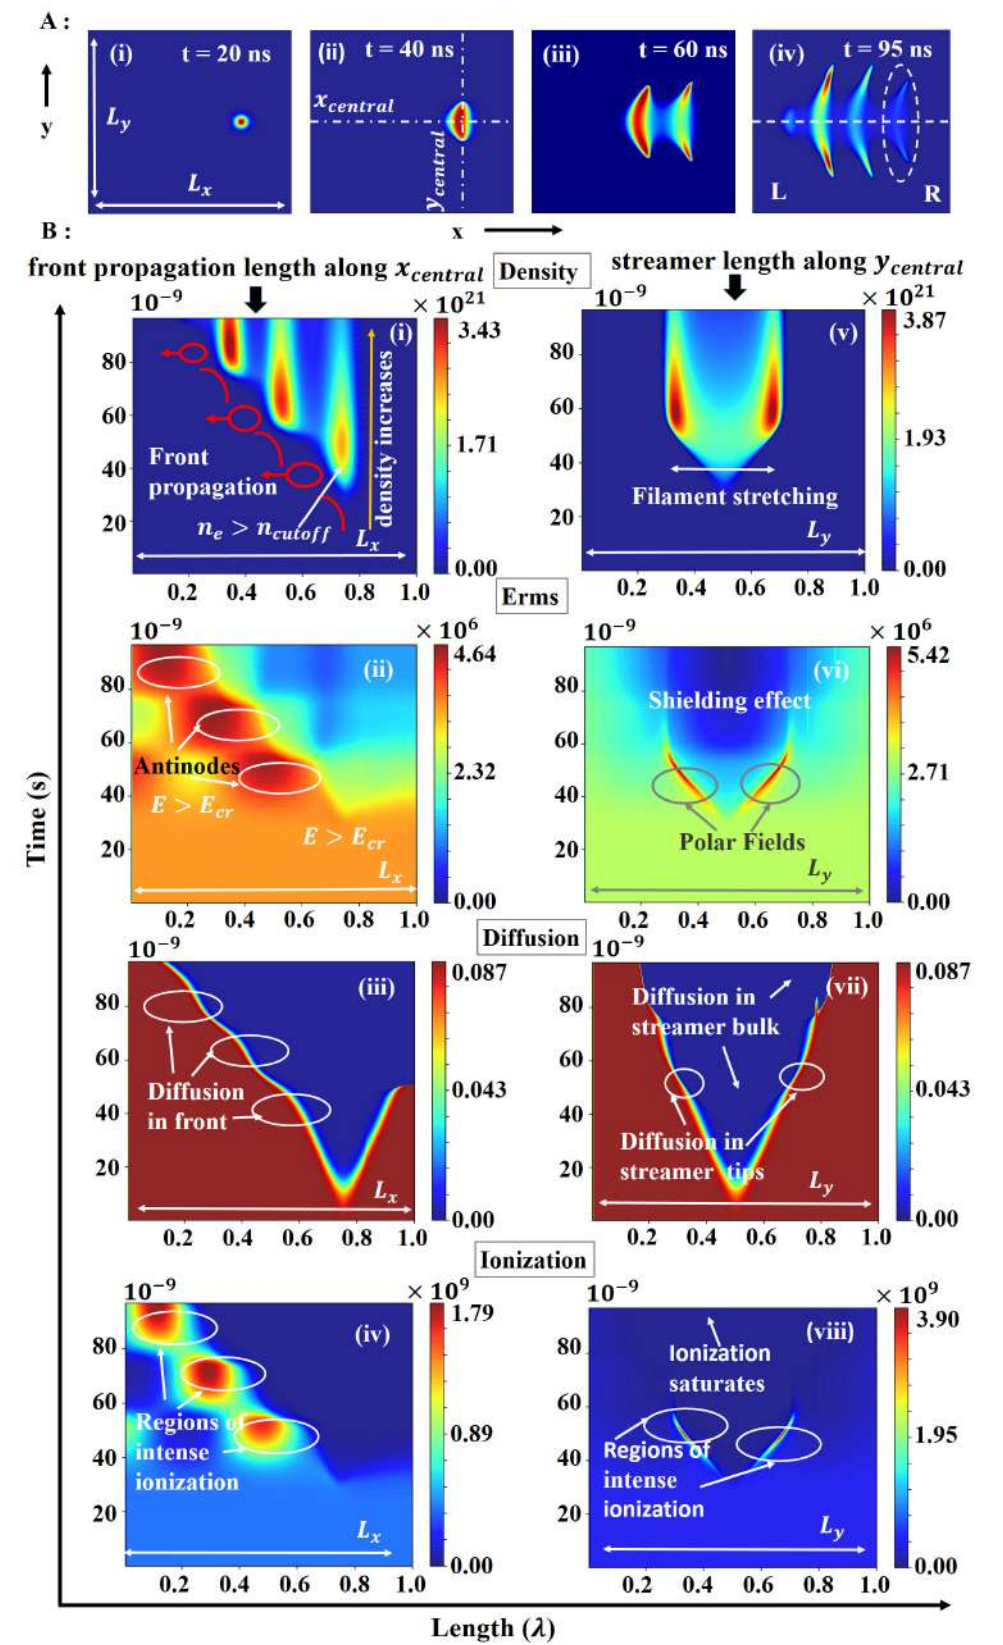 A :
(i) t = 20 ns
(ii) t = 40 ns
(iii) t = 60 ns
(iv) t = 95 ns
y
L_y
L_x
x_central
y_central
L
R
x
B :
front propagation length along x_central
Density
streamer length along y_central
10⁻⁹
× 10²¹
(i)
80
60
40
20
3.43
1.71
0.00
density increases
Front
propagation
n_e > n_cutoff
L_x
0.2 0.4 0.6 0.8 1.0
10⁻⁹
× 10²¹
(v)
80
60
40
20
3.87
1.93
0.00
Filament stretching
L_y
0.2 0.4 0.6 0.8 1.0
Erms
10⁻⁹
× 10⁶
(ii)
80
60
40
20
4.64
2.32
0.00
Antinodes
E > E_cr
E > E_cr
L_x
0.2 0.4 0.6 0.8 1.0
10⁻⁹
× 10⁶
(vi)
80
60
40
20
5.42
2.71
0.00
Shielding effect
Polar Fields
L_y
0.2 0.4 0.6 0.8 1.0
Time (s)
Diffusion
10⁻⁹
(iii)
80
60
40
20
0.087
0.043
0.00
Diffusion
in front
L_x
0.2 0.4 0.6 0.8 1.0
10⁻⁹
(vii)
80
60
40
20
0.087
0.043
0.00
Diffusion in
streamer bulk
Diffusion in
streamer tips
L_y
0.2 0.4 0.6 0.8 1.0
Ionization
10⁻⁹
× 10⁹
(iv)
80
60
40
20
1.79
0.89
0.00
Regions of
intense
ionization
L_x
0.2 0.4 0.6 0.8 1.0
10⁻⁹
× 10⁹
(viii)
80
60
40
20
3.90
1.95
0.00
Ionization
saturates
Regions of
intense
ionization
L_y
0.2 0.4 0.6 0.8 1.0
Length (λ)